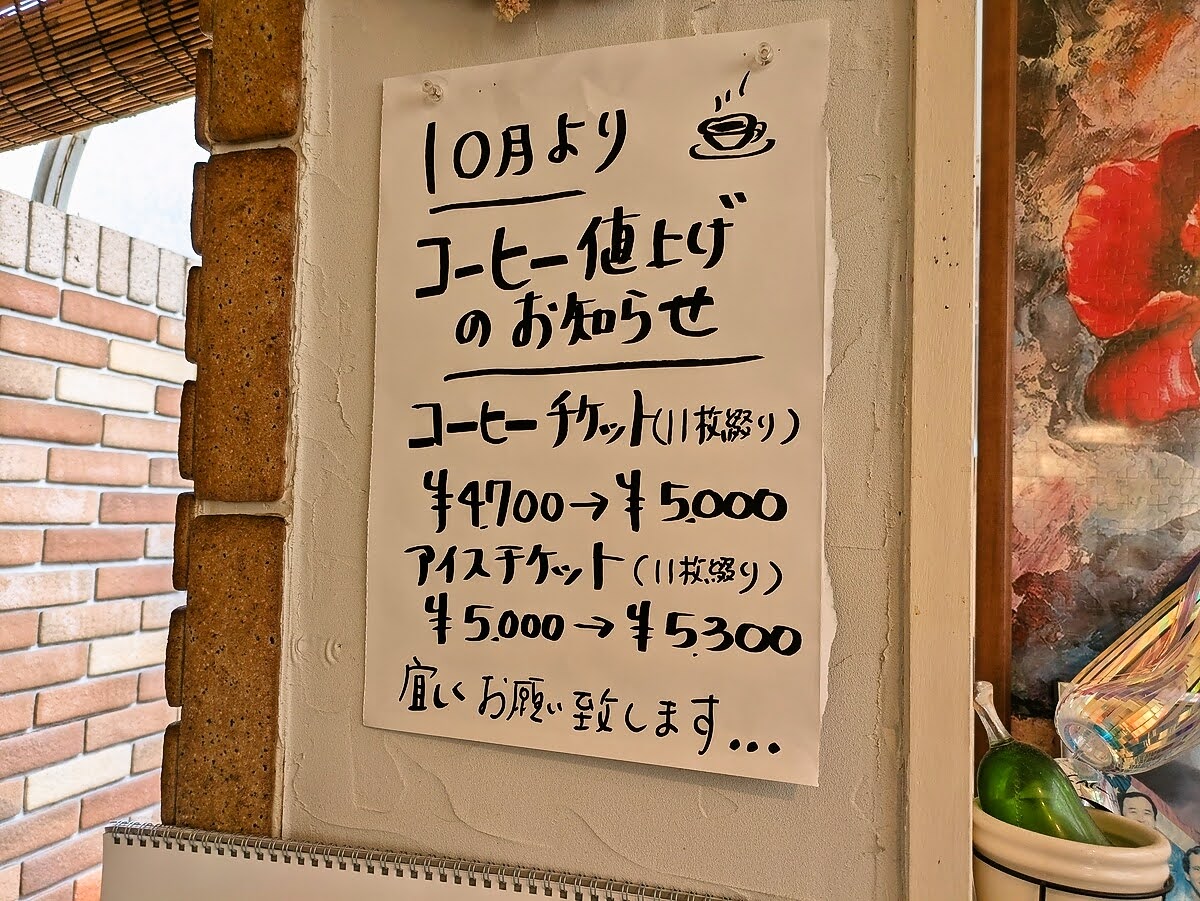 10月より
コーヒー値上げ
のお知らせ
コーヒーチケット(11枚綴り)
¥4,700→¥5,000
アイスチケット(11枚綴り)
¥5,000→¥5,300
宜しくお願い致します...